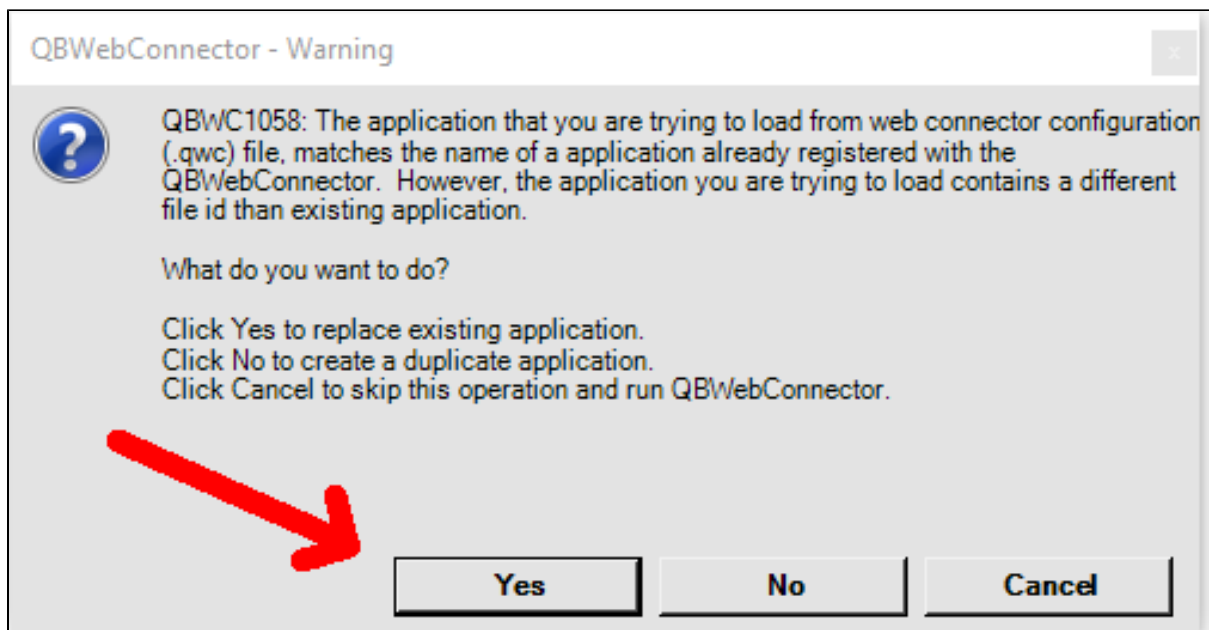 QBWebConnector - Warning
QBWC1058: The application that you are trying to load from web connector configuration
(.qwc) file, matches the name of a application already registered with the
QBWebConnector.  However, the application you are trying to load contains a different
file id than existing application.
What do you want to do?
Click Yes to replace existing application.
Click No to create a duplicate application.
Click Cancel to skip this operation and run QBWebConnector.
Yes No Cancel